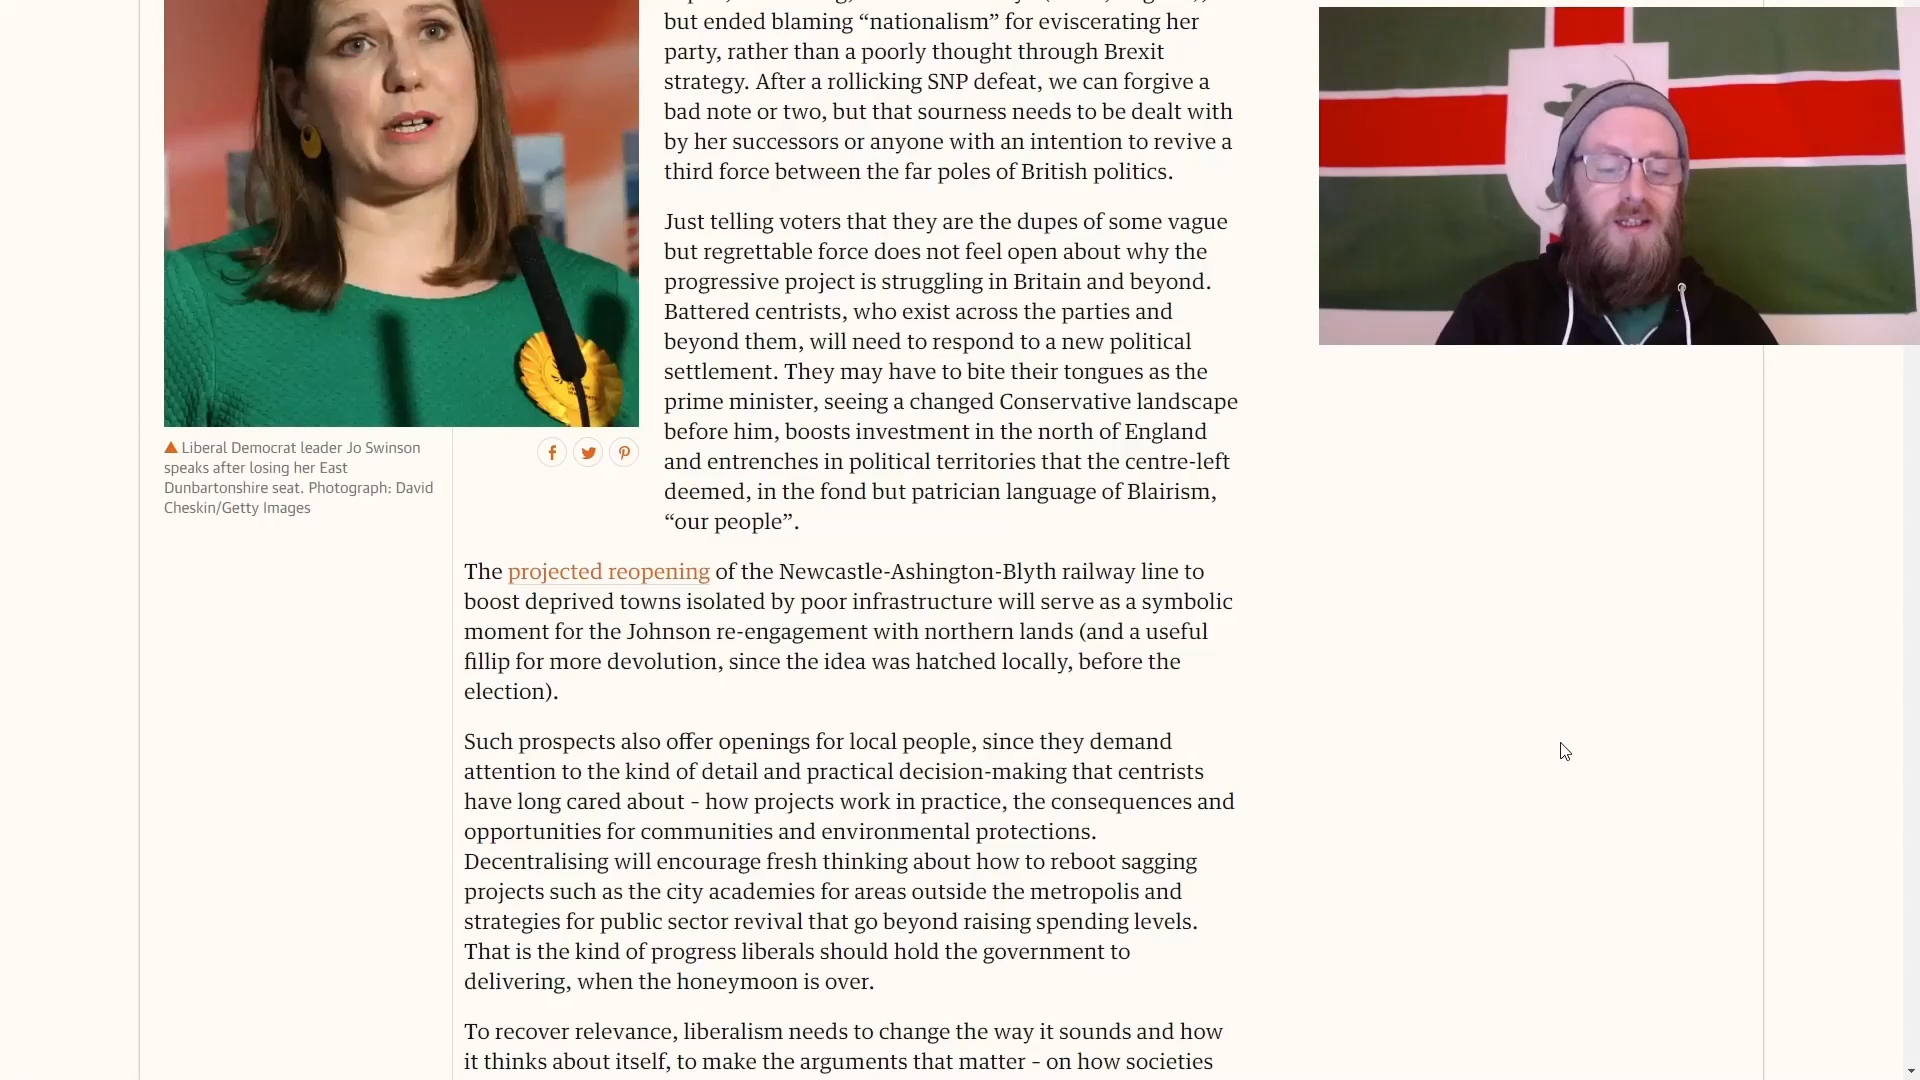 but ended blaming “nationalism” for eviscerating her
party, rather than a poorly thought through Brexit
strategy. After a rollicking SNP defeat, we can forgive a
bad note or two, but that sourness needs to be dealt with
by her successors or anyone with an intention to revive a
third force between the far poles of British politics.
Just telling voters that they are the dupes of some vague
but regrettable force does not feel open about why the
progressive project is struggling in Britain and beyond.
Battered centrists, who exist across the parties and
beyond them, will need to respond to a new political
settlement. They may have to bite their tongues as the
prime minister, seeing a changed Conservative landscape
before him, boosts investment in the north of England
and entrenches in political territories that the centre-left
deemed, in the fond but patrician language of Blairism,
“our people”.
Liberal Democrat leader Jo Swinson
speaks after losing her East
Dunbartonshire seat. Photograph: David
Cheskin/Getty Images
The projected reopening of the Newcastle-Ashington-Blyth railway line to
boost deprived towns isolated by poor infrastructure will serve as a symbolic
moment for the Johnson re-engagement with northern lands (and a useful
fillip for more devolution, since the idea was hatched locally, before the
election).
Such prospects also offer openings for local people, since they demand
attention to the kind of detail and practical decision-making that centrists
have long cared about – how projects work in practice, the consequences and
opportunities for communities and environmental protections.
Decentralising will encourage fresh thinking about how to reboot sagging
projects such as the city academies for areas outside the metropolis and
strategies for public sector revival that go beyond raising spending levels.
That is the kind of progress liberals should hold the government to
delivering, when the honeymoon is over.
To recover relevance, liberalism needs to change the way it sounds and how
it thinks about itself, to make the arguments that matter – on how societies